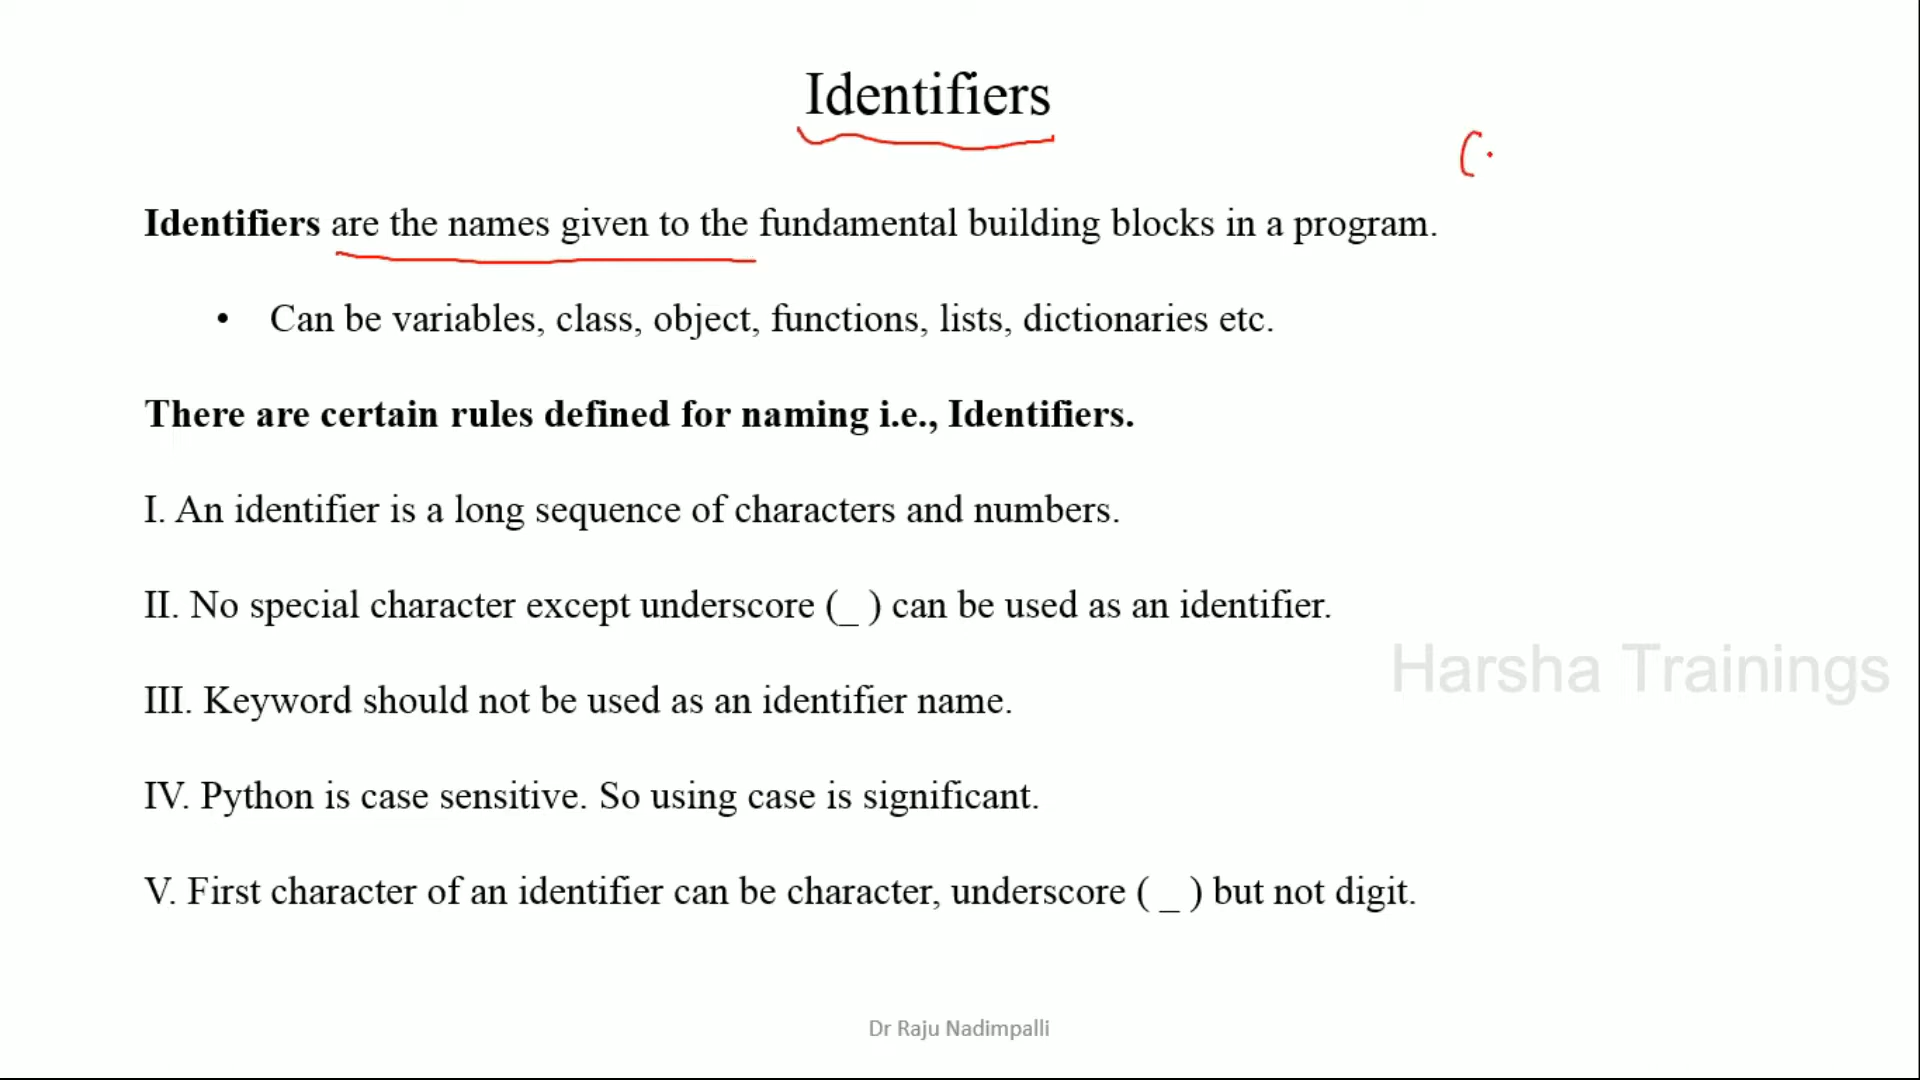 Identifiers
Identifiers are the names given to the fundamental building blocks in a program.
• Can be variables, class, object, functions, lists, dictionaries etc.
There are certain rules defined for naming i.e., Identifiers.
I. An identifier is a long sequence of characters and numbers.
II. No special character except underscore (_ ) can be used as an identifier.
Harsha Trainings
III. Keyword should not be used as an identifier name.
IV. Python is case sensitive. So using case is significant.
V. First character of an identifier can be character, underscore ( _ ) but not digit.
Dr Raju Nadimpalli